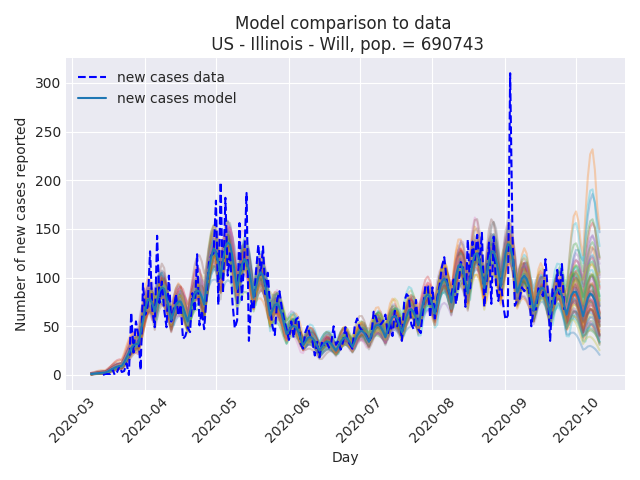 Model comparison to data
US - Illinois - Will, pop. = 690743
new cases data
new cases model
Number of new cases reported
300
250
200
150
100
50
0
2020-03
2020-04
2020-05
2020-06
2020-07
2020-08
2020-09
2020-10
Day